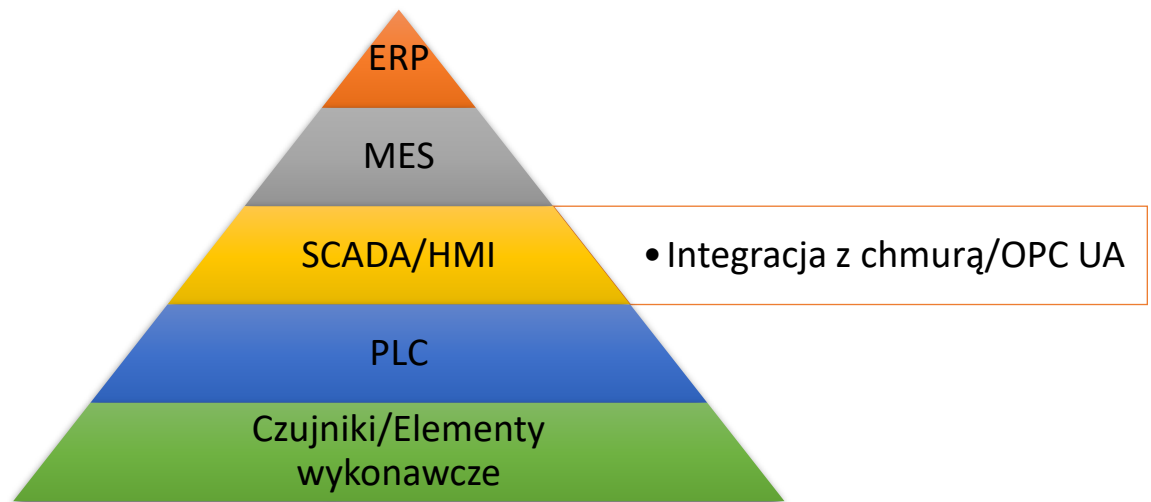 ERP
MES
SCADA/HMI
• Integracja z chmurą/OPC UA
PLC
Czujniki/Elementy
wykonawcze